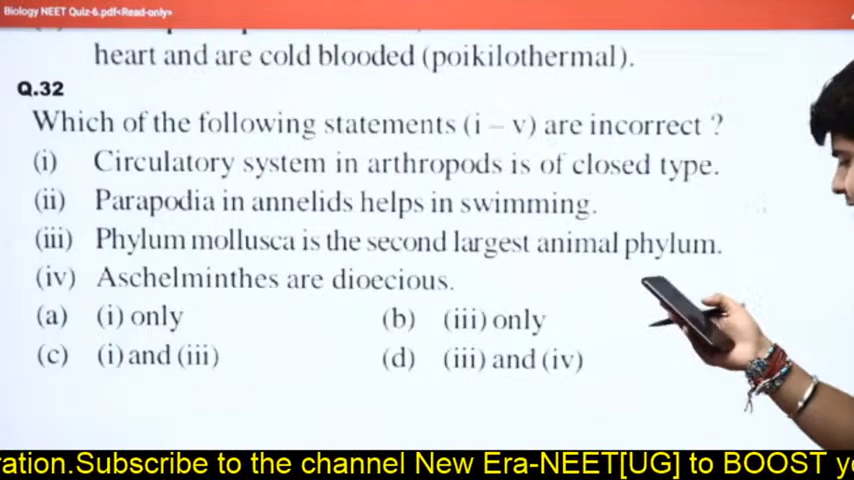 Biology NEET Quiz-6.pdf<Read-only>
heart and are cold blooded (poikilothermal).
Q.32
Which of the following statements (i – v) are incorrect ?
(i) Circulatory system in arthropods is of closed type.
(ii) Parapodia in annelids helps in swimming.
(iii) Phylum mollusca is the second largest animal phylum.
(iv) Aschelminthes are dioecious.
(a) (i) only (b) (iii) only
(c) (i) and (iii) (d) (iii) and (iv)
ration.Subscribe to the channel New Era-NEET[UG] to BOOST yo